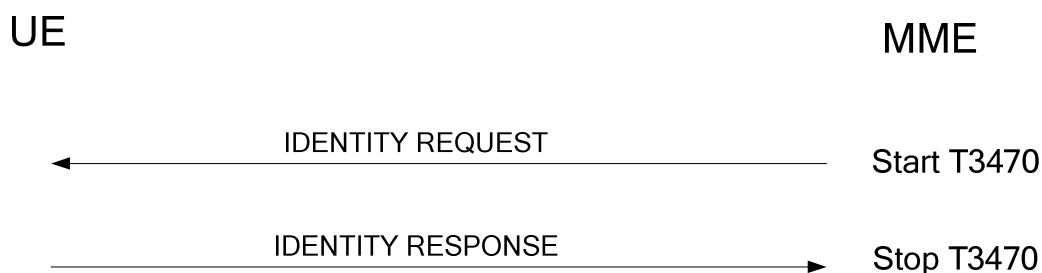 UE
MME
IDENTITY REQUEST
Start T3470
IDENTITY RESPONSE
Stop T3470